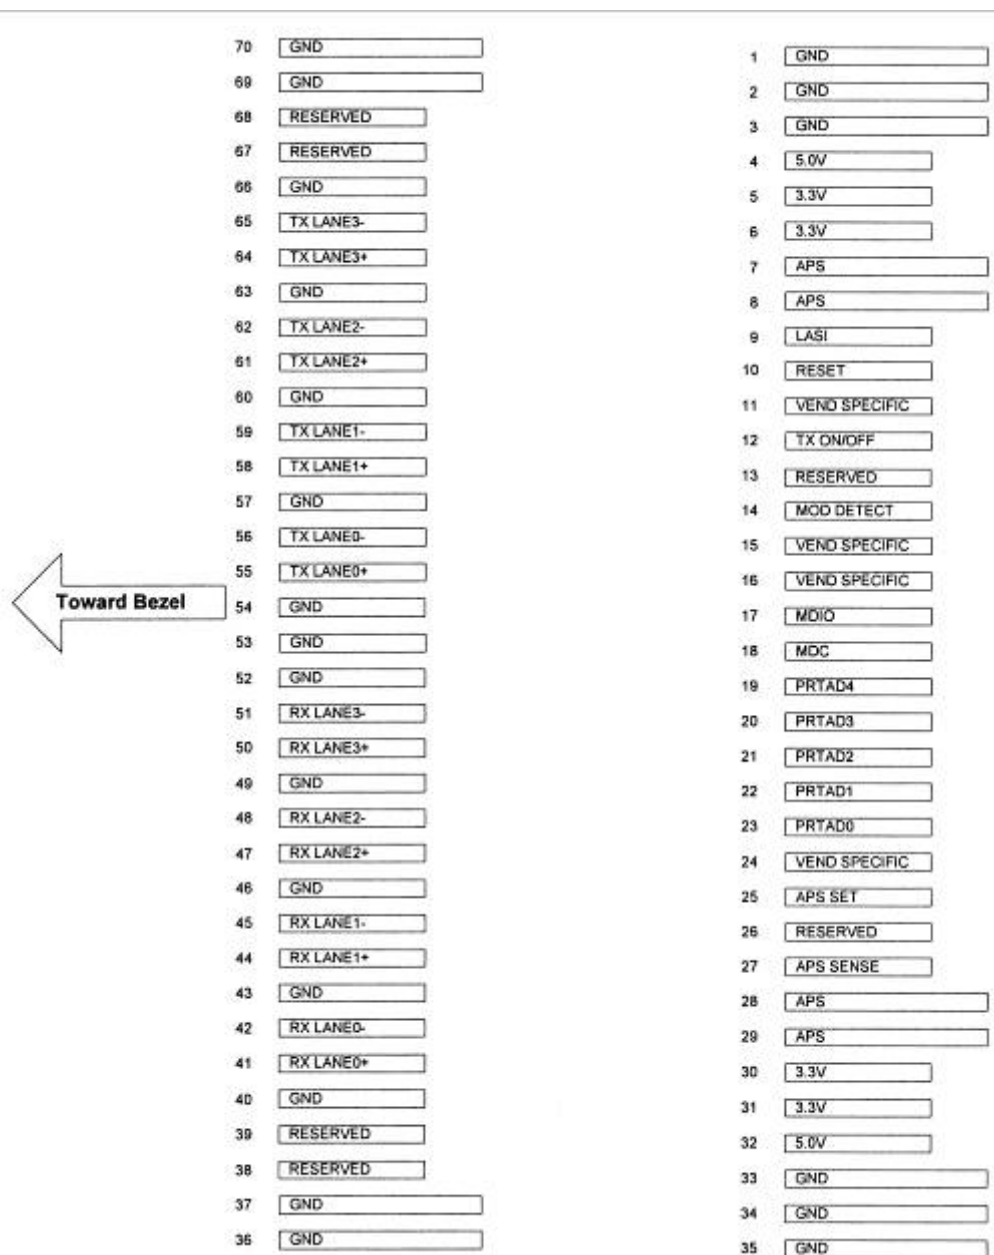 70 GND
69 GND
68 RESERVED
67 RESERVED
66 GND
65 TX LANE3-
64 TX LANE3+
63 GND
62 TX LANE2-
61 TX LANE2+
60 GND
59 TX LANE1-
58 TX LANE1+
57 GND
56 TX LANE0-
55 TX LANE0+
Toward Bezel
54 GND
53 GND
52 GND
51 RX LANE3-
50 RX LANE3+
49 GND
48 RX LANE2-
47 RX LANE2+
46 GND
45 RX LANE1-
44 RX LANE1+
43 GND
42 RX LANE0-
41 RX LANE0+
40 GND
39 RESERVED
38 RESERVED
37 GND
36 GND
1 GND
2 GND
3 GND
4 5.0V
5 3.3V
6 3.3V
7 APS
8 APS
9 LASI
10 RESET
11 VEND SPECIFIC
12 TX ON/OFF
13 RESERVED
14 MOD DETECT
15 VEND SPECIFIC
16 VEND SPECIFIC
17 MDIO
18 MDC
19 PRTAD4
20 PRTAD3
21 PRTAD2
22 PRTAD1
23 PRTAD0
24 VEND SPECIFIC
25 APS SET
26 RESERVED
27 APS SENSE
28 APS
29 APS
30 3.3V
31 3.3V
32 5.0V
33 GND
34 GND
35 GND